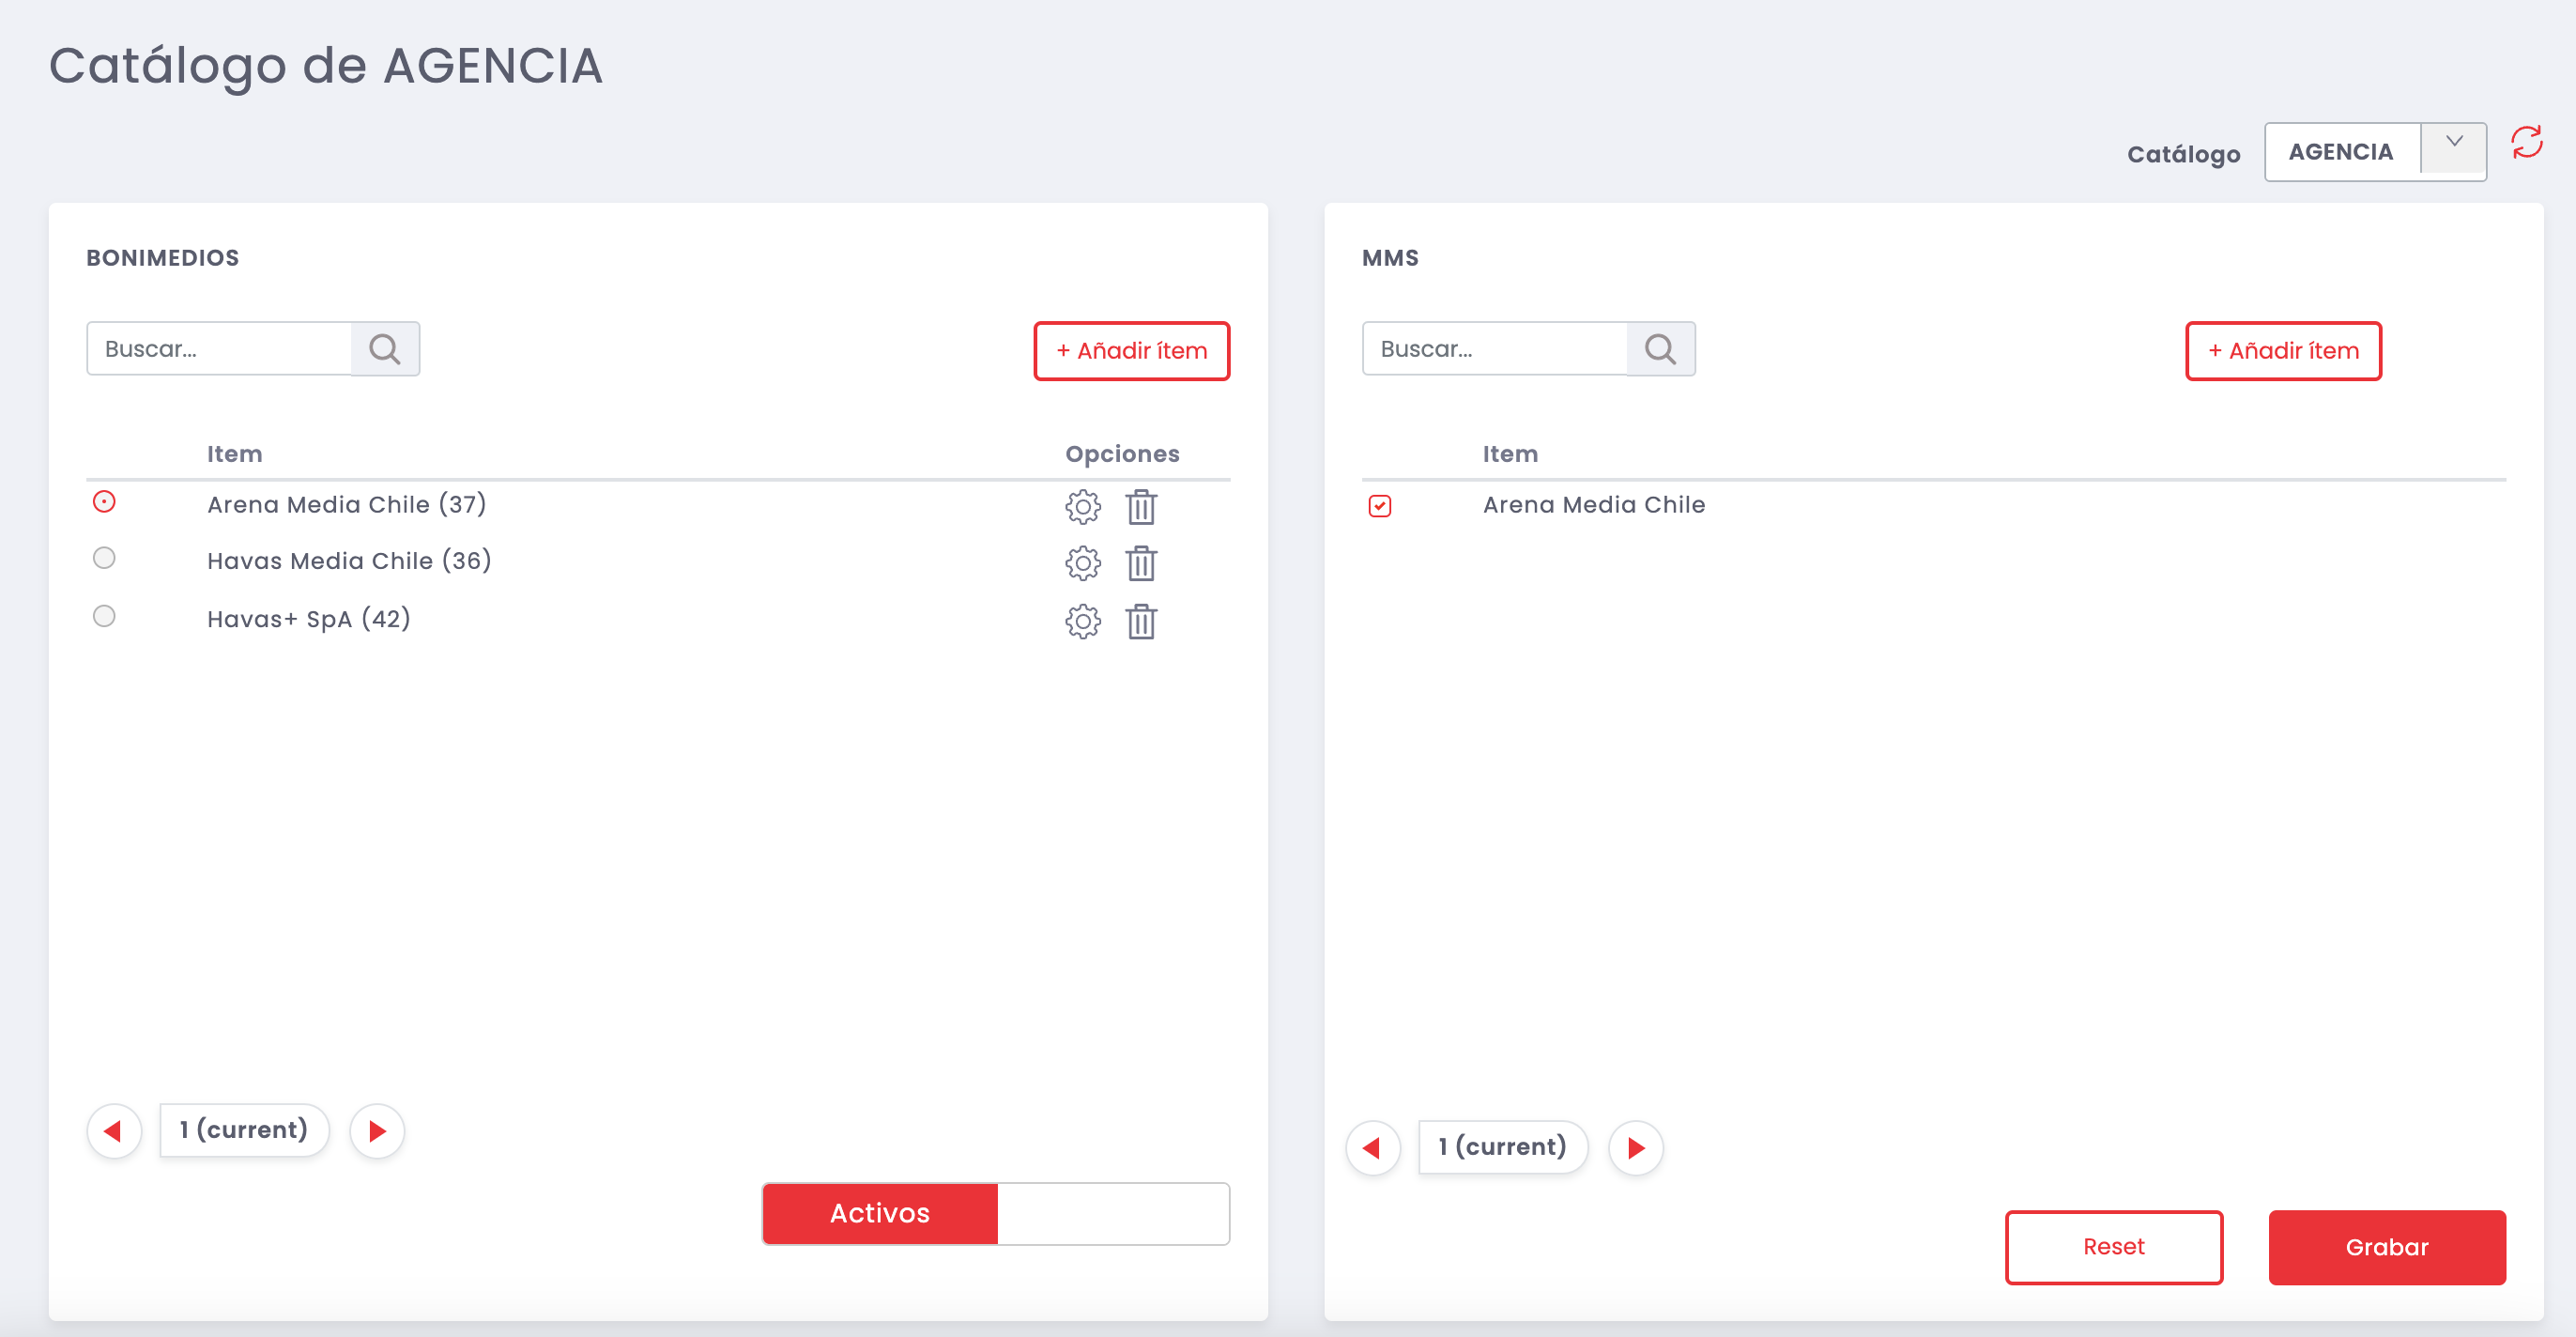 Catálogo de AGENCIA
Catálogo AGENCIA
BONIMEDIOS
Buscar...
+ Añadir ítem
Item Opciones
Arena Media Chile (37)
Havas Media Chile (36)
Havas+ SpA (42)
1 (current)
Activos
MMS
Buscar...
+ Añadir ítem
Item
Arena Media Chile
1 (current)
Reset Grabar